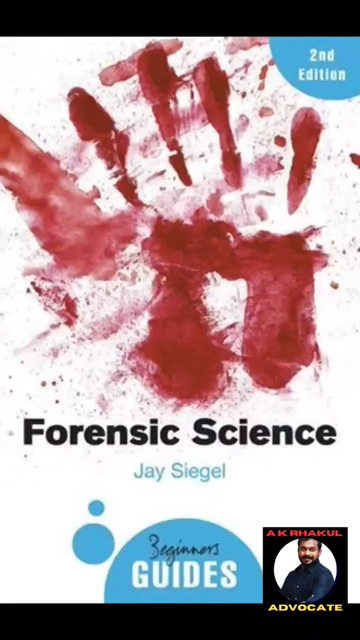 2nd
Edition
Forensic Science
Jay Siegel
Beginners
GUIDES
A K RHAKUL
ADVOCATE